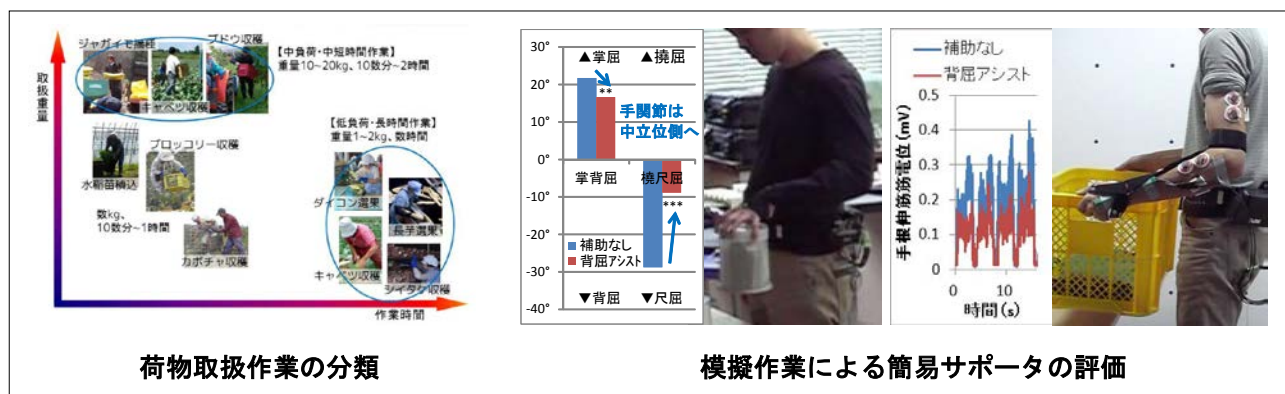 ジャガイモ播種
ブドウ収穫
キャベツ収穫
【中負荷・中短時間作業】
重量10~20kg、10数分~2時間
取扱重量
水稲苗積込
ブロッコリー収穫
数kg、
10数分~1時間
カボチャ収穫
【低負荷・長時間作業】
重量1~2kg、数時間
ダイコン選果
長芋選果
キャベツ収穫
シイタケ収穫
作業時間
荷物取扱作業の分類
30°
20°
10°
0°
-10°
-20°
-30°
-40°
▲掌屈
▲撓屈
**
手関節は
中立位側へ
掌背屈
橈尺屈
***
補助なし
背屈アシスト
▼背屈
▼尺屈
補助なし
背屈アシスト
手根伸筋筋電位(mV)
0.5
0.4
0.3
0.2
0.1
0
0
10
時間(s)
模擬作業による簡易サポータの評価